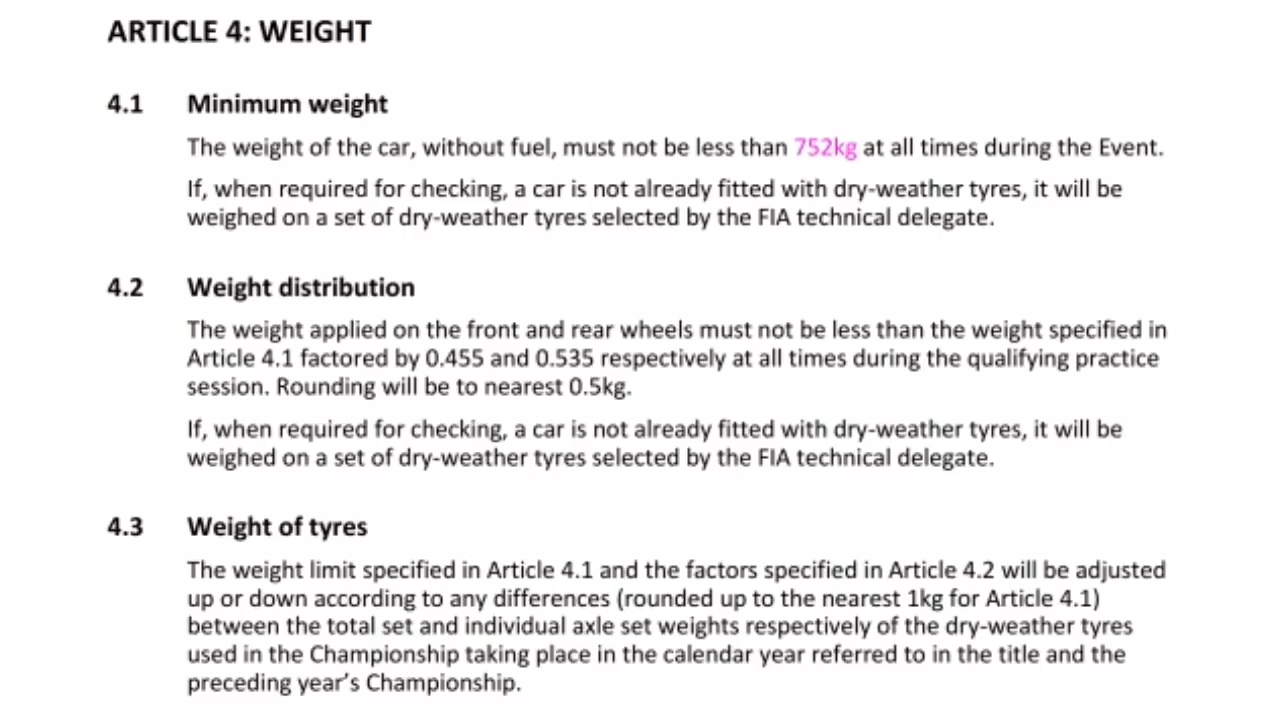 ARTICLE 4: WEIGHT
4.1 Minimum weight
The weight of the car, without fuel, must not be less than 752kg at all times during the Event.
If, when required for checking, a car is not already fitted with dry-weather tyres, it will be
weighed on a set of dry-weather tyres selected by the FIA technical delegate.
4.2 Weight distribution
The weight applied on the front and rear wheels must not be less than the weight specified in
Article 4.1 factored by 0.455 and 0.535 respectively at all times during the qualifying practice
session. Rounding will be to nearest 0.5kg.
If, when required for checking, a car is not already fitted with dry-weather tyres, it will be
weighed on a set of dry-weather tyres selected by the FIA technical delegate.
4.3 Weight of tyres
The weight limit specified in Article 4.1 and the factors specified in Article 4.2 will be adjusted
up or down according to any differences (rounded up to the nearest 1kg for Article 4.1)
between the total set and individual axle set weights respectively of the dry-weather tyres
used in the Championship taking place in the calendar year referred to in the title and the
preceding year's Championship.